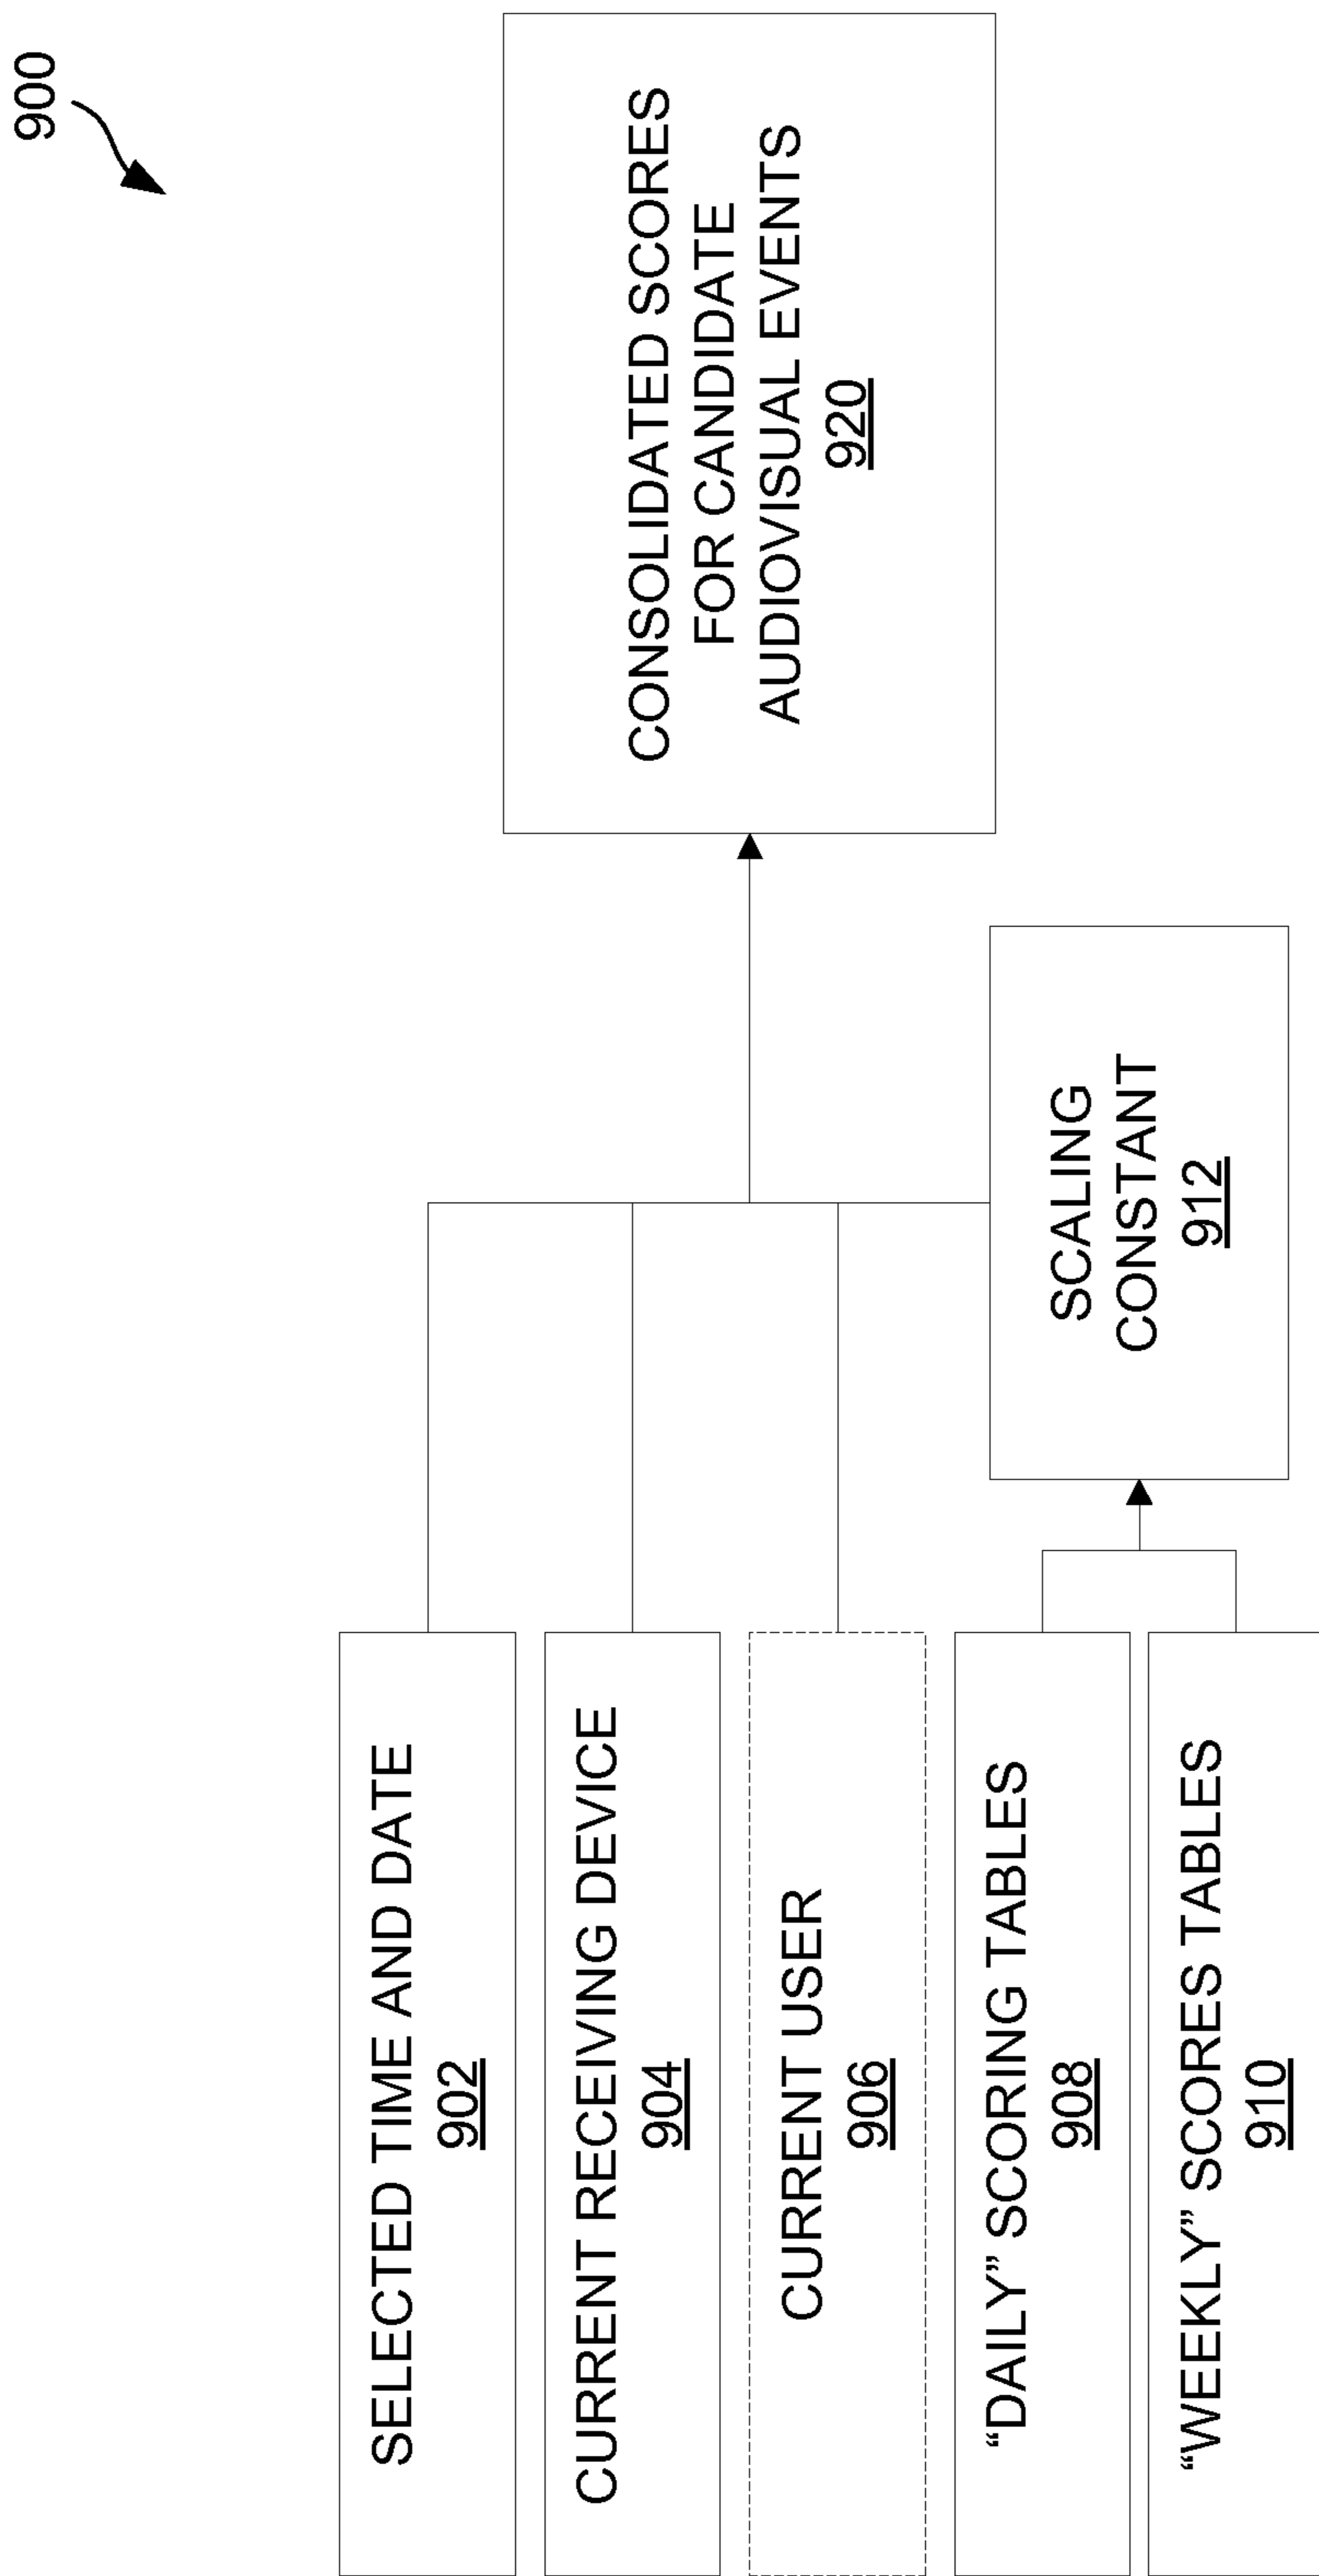 900
SELECTED TIME AND DATE
902
CURRENT RECEIVING DEVICE
904
CURRENT USER
906
“DAILY” SCORING TABLES
908
“WEEKLY” SCORES TABLES
910
SCALING
CONSTANT
912
CONSOLIDATED SCORES
FOR CANDIDATE
AUDIOVISUAL EVENTS
920